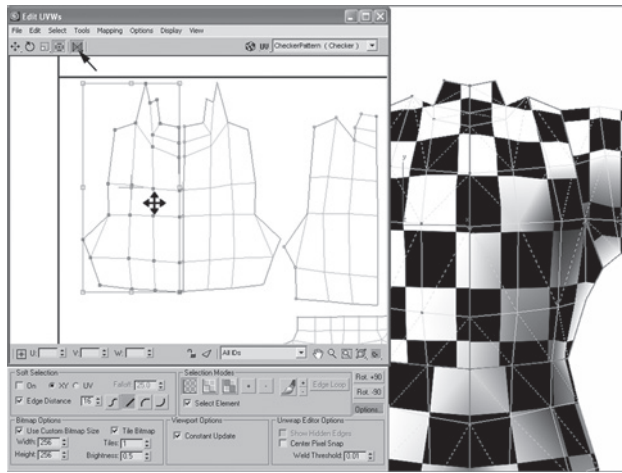 Edit UVWs
File Edit Select Tools Mapping Options Display View
UV CheckerPattern ( Checker )
U: V: W: All IDs
Soft Selection
On XY UV Falloff: 25.0
Edge Distance 16
Selection Modes
Edge Loop
Select Element
Rot. +90
Rot. -90
Options...
Bitmap Options
Use Custom Bitmap Size Tile Bitmap
Width: 256 Tiles: 1
Height: 256 Brightness: 0.5
Viewport Options
Constant Update
Unwrap Editor Options
Show Hidden Edges
Center Pixel Snap
Weld Threshold: 0.01